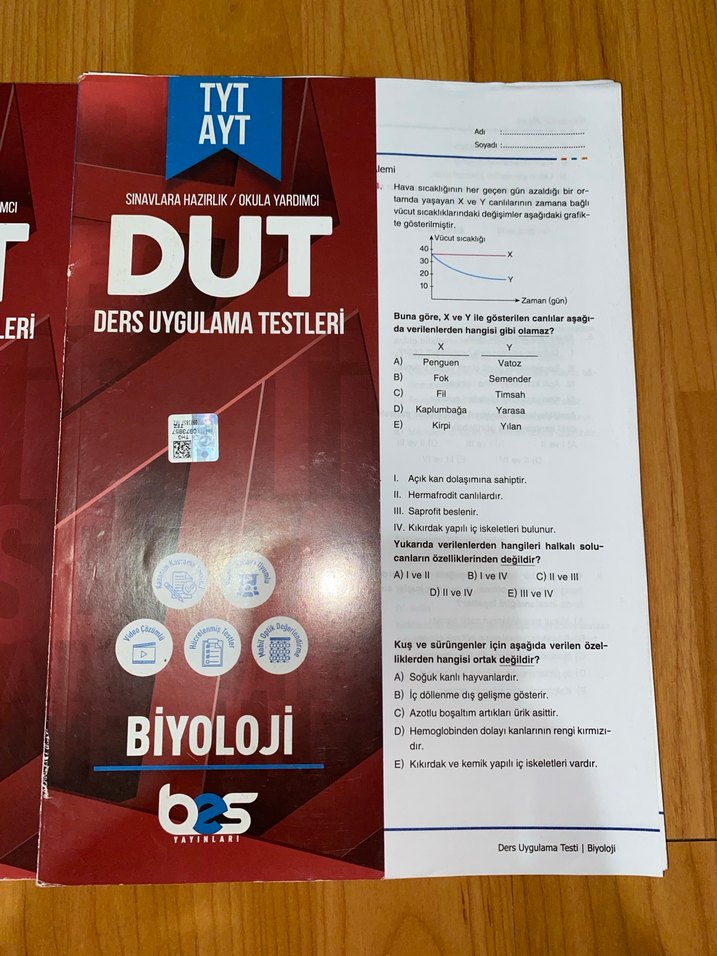 MCI
T
LERİ
TYT
AYT
SINAVLARA HAZIRLIK / OKULA YARDIMCI
DUT
DERS UYGULAMA TESTLERİ
Video Çözümlü
Hücrelenmiş Testler
Mobil Optik Değerlendirme
BİYOLOJİ
bes
YAYINLARI
Adı :
Soyadı :
lemi
Hava sıcaklığının her geçen gün azaldığı bir or-
tamda yaşayan X ve Y canlılarının zamana bağlı
vücut sıcaklıklarındaki değişimler aşağıdaki grafik-
te gösterilmiştir.
Vücut sıcaklığı
40
30
20
10
X
Y
Zaman (gün)
Buna göre, X ve Y ile gösterilen canlılar aşağı-
da verilenlerden hangisi gibi olamaz?
X Y
A) Penguen Vatoz
B) Fok Semender
C) Fil Timsah
D) Kaplumbağa Yarasa
E) Kirpi Yılan
I. Açık kan dolaşımına sahiptir.
II. Hermafrodit canlılardır.
III. Saprofit beslenir.
IV. Kıkırdak yapılı iç iskeletleri bulunur.
Yukarıda verilenlerden hangileri halkalı solu-
canların özelliklerinden değildir?
A) I ve II B) I ve IV C) II ve III
D) II ve IV E) III ve IV
Kuş ve sürüngenler için aşağıda verilen özel-
liklerden hangisi ortak değildir?
A) Soğuk kanlı hayvanlardır.
B) İç döllenme dış gelişme gösterir.
C) Azotlu boşaltım artıkları ürik asittir.
D) Hemoglobinden dolayı kanlarının rengi kırmızı-
dır.
E) Kıkırdak ve kemik yapılı iç iskeletleri vardır.
Ders Uygulama Testi | Biyoloji